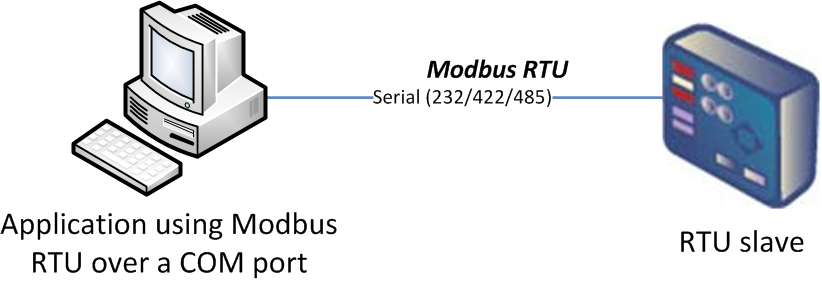 Modbus RTU
Serial (232/422/485)
Application using Modbus
RTU over a COM port
RTU slave